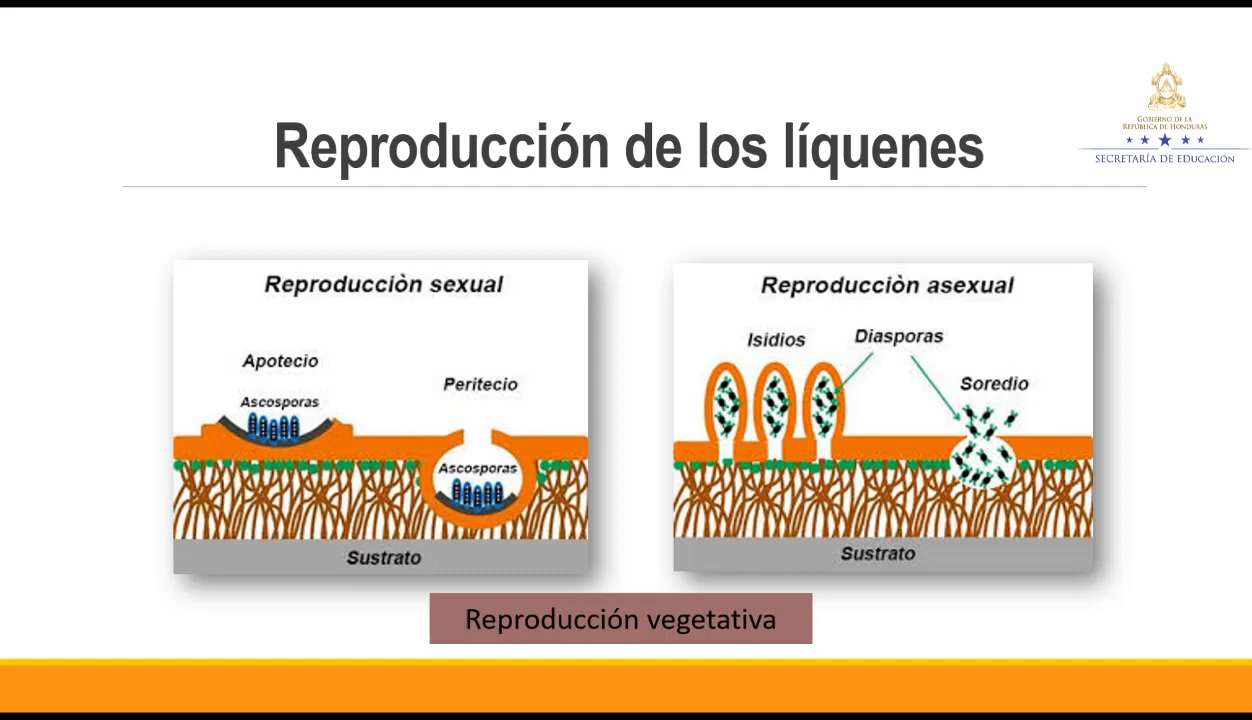 Reproducción de los líquenes
GOBIERNO DE LA
REPÚBLICA DE HONDURAS
SECRETARÍA DE EDUCACIÓN
Reproducciòn sexual
Apotecio
Ascosporas
Peritecio
Ascosporas
Sustrato
Reproducciòn asexual
Isidios
Diasporas
Soredio
Sustrato
Reproducción vegetativa